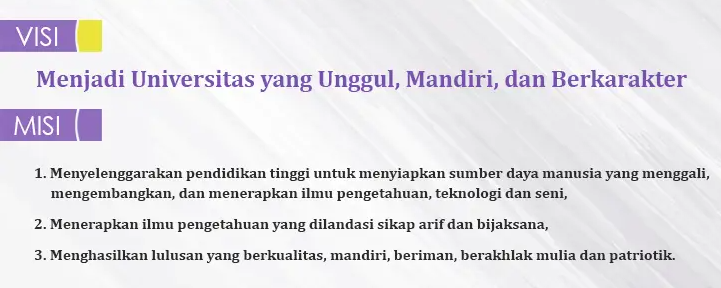 VISI
Menjadi Universitas yang Unggul, Mandiri, dan Berkarakter
MISI
1. Menyelenggarakan pendidikan tinggi untuk menyiapkan sumber daya manusia yang menggali,
mengembangkan, dan menerapkan ilmu pengetahuan, teknologi dan seni,
2. Menerapkan ilmu pengetahuan yang dilandasi sikap arif dan bijaksana,
3. Menghasilkan lulusan yang berkualitas, mandiri, beriman, berakhlak mulia dan patriotik.